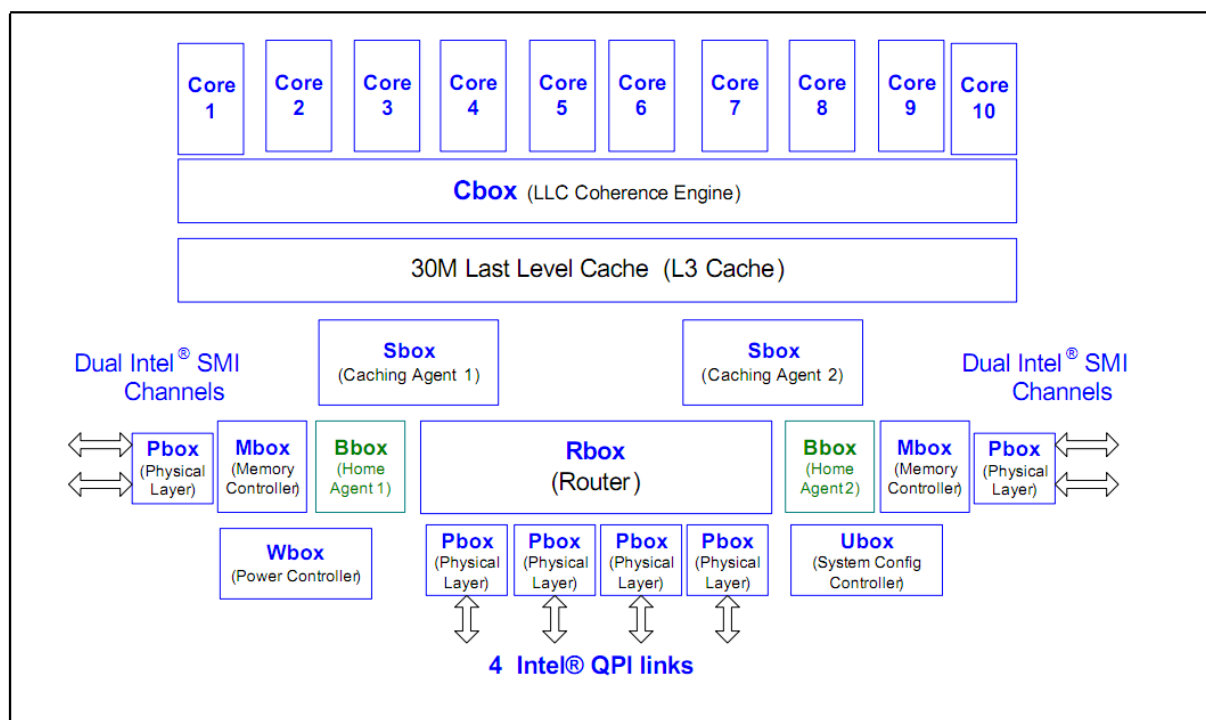 Core 1
Core 2
Core 3
Core 4
Core 5
Core 6
Core 7
Core 8
Core 9
Core 10
Cbox (LLC Coherence Engine)
30M Last Level Cache (L3 Cache)
Dual Intel® SMI
Channels
Sbox
(Caching Agent 1)
Sbox
(Caching Agent 2)
Dual Intel® SMI
Channels
Pbox
(Physical
Layer)
Mbox
(Memory
Controller)
Bbox
(Home
Agent 1)
Rbox
(Router)
Bbox
(Home
Agent2)
Mbox
(Memory
Controller)
Pbox
(Physical
Layer)
Wbox
(Power Controller)
Pbox
(Physical
Layer)
Pbox
(Physical
Layer)
Pbox
(Physical
Layer)
Pbox
(Physical
Layer)
Ubox
(System Config
Controller)
4 Intel® QPI links